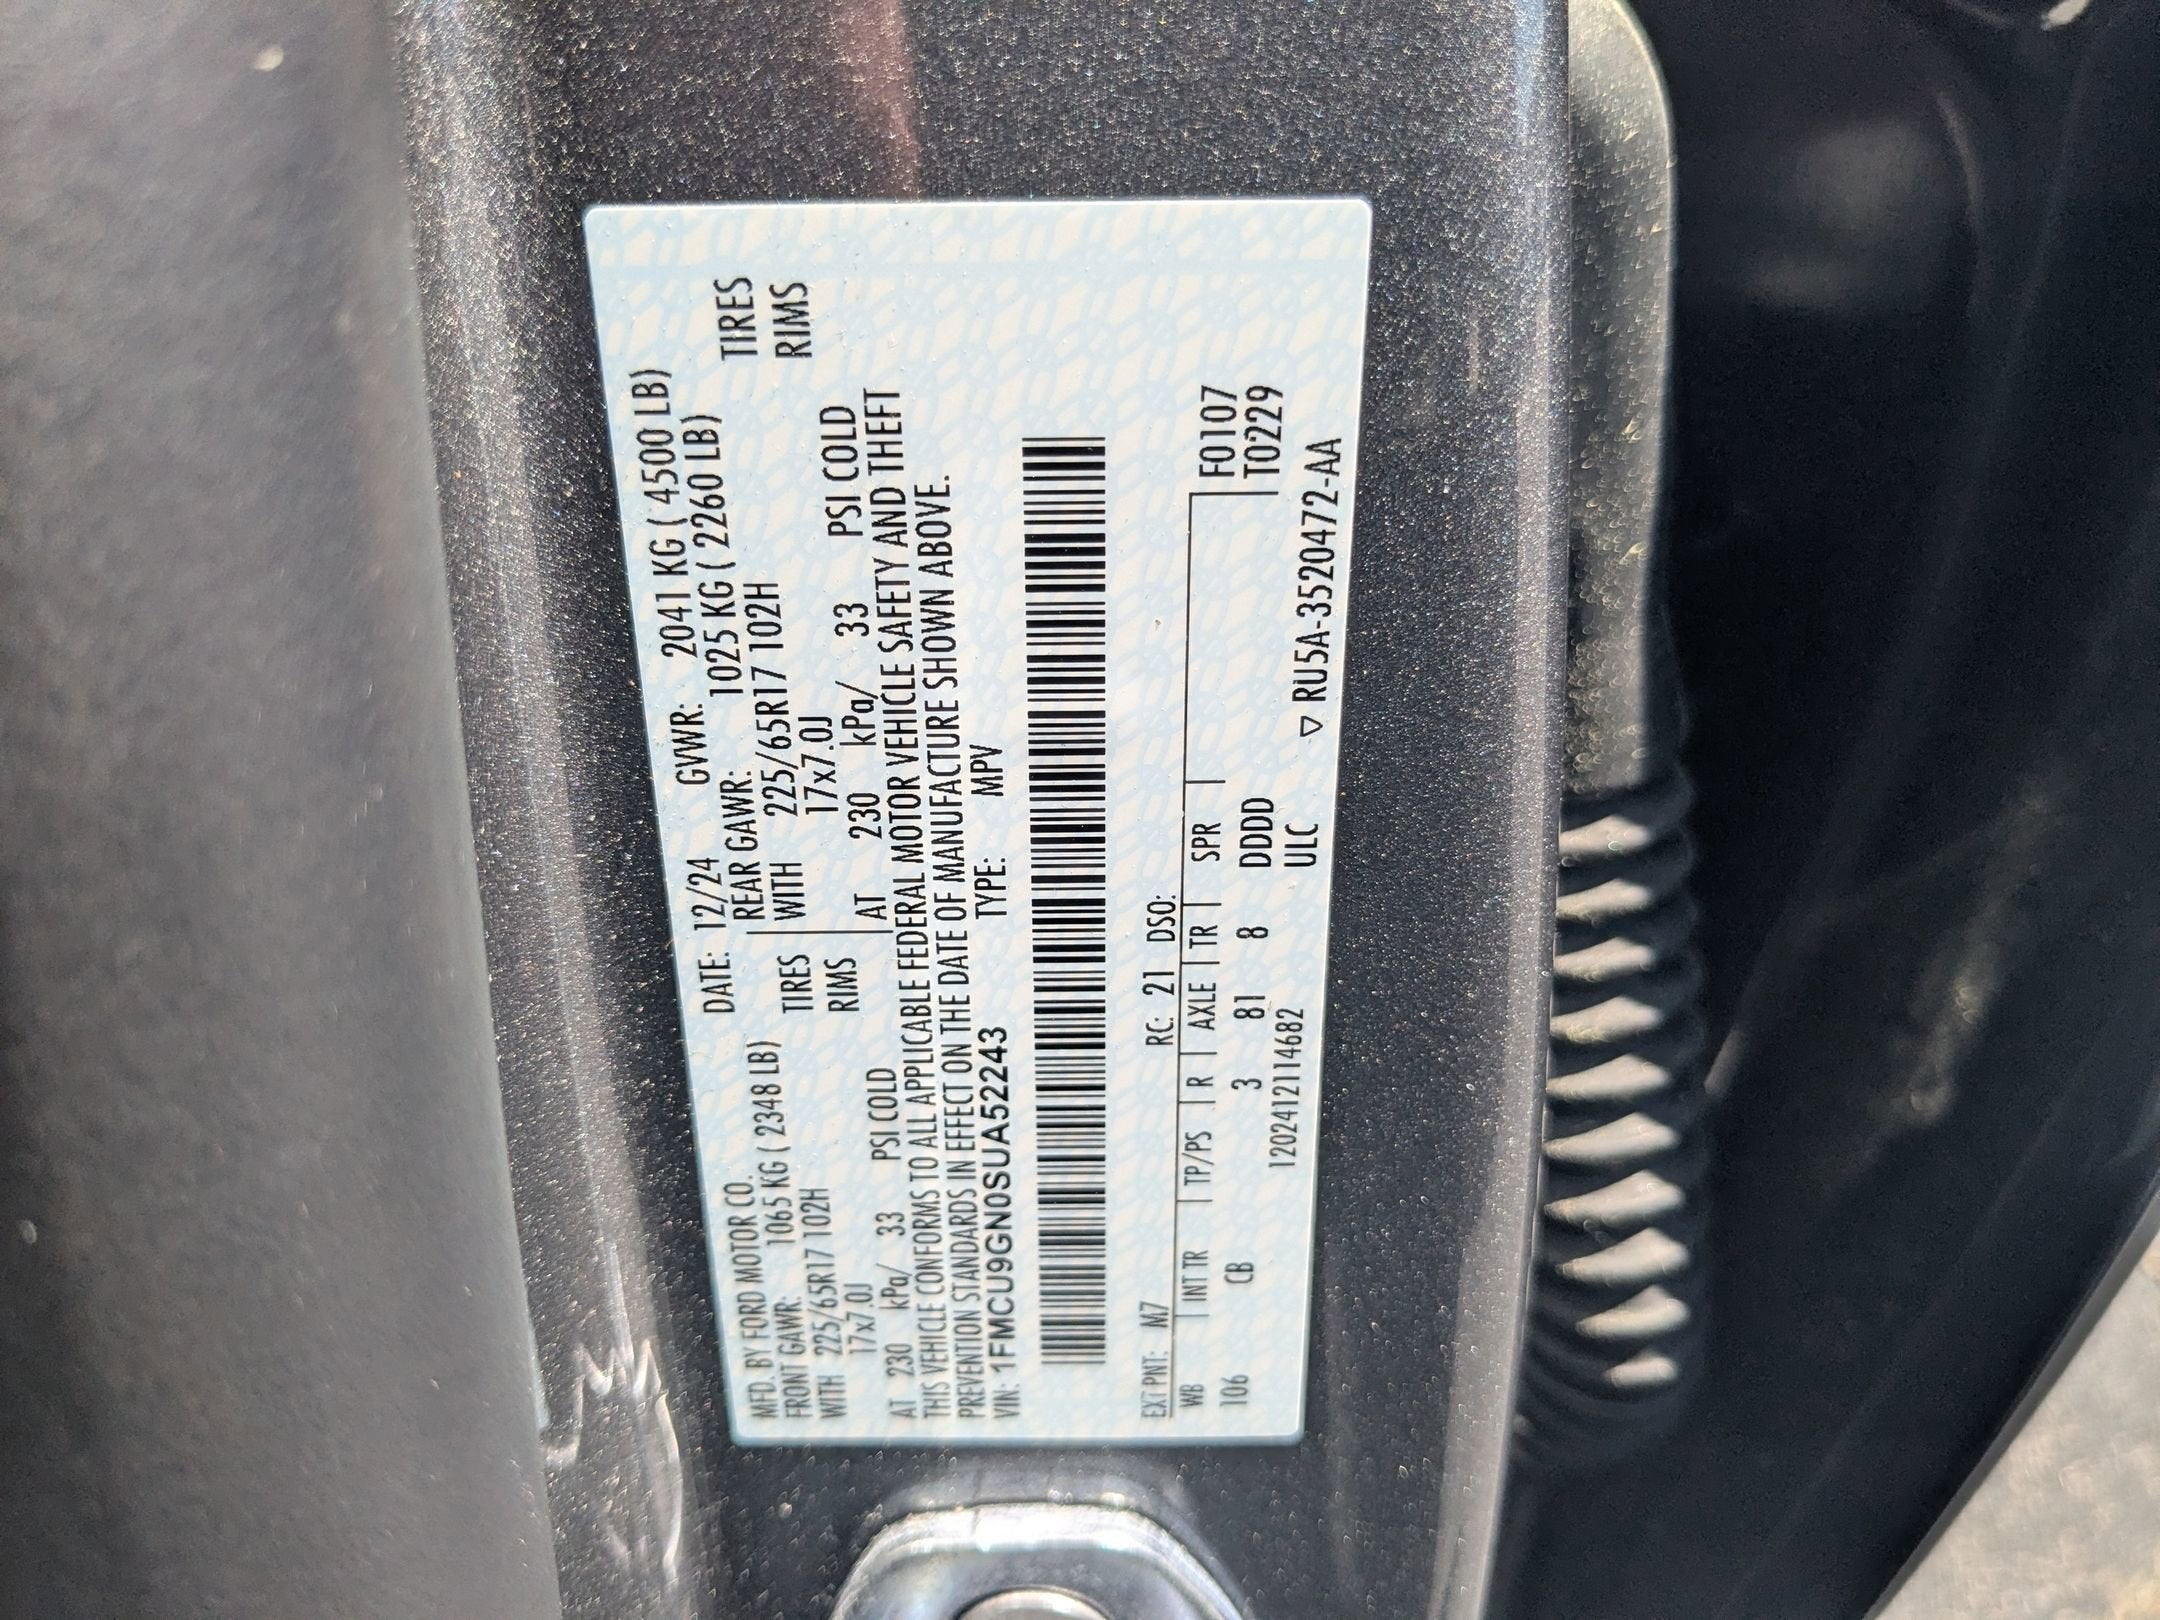 MFD. BY FORD MOTOR CO. DATE: 12/24 GVWR: 2041 KG ( 4500 LB)
FRONT GAWR: 1065 KG ( 2348 LB) REAR GAWR: 1025 KG ( 2260 LB)
WITH 225/65R17 102H TIRES WITH 225/65R17 102H TIRES
17x7.0J RIMS 17x7.0J RIMS
AT 230 kPa/ 33 PSI COLD AT 230 kPa/ 33 PSI COLD
THIS VEHICLE CONFORMS TO ALL APPLICABLE FEDERAL MOTOR VEHICLE SAFETY AND THEFT
PREVENTION STANDARDS IN EFFECT ON THE DATE OF MANUFACTURE SHOWN ABOVE.
VIN: 1FMCU9GN0SUA52243 TYPE: MPV
EXT PNT: M7 RC: 21 DSO:
WB INT TR TP/PS R AXLE TR SPR F0107
106 CB 3 81 8 DDDD T0229
1202412114682 ULC ▽ RU5A-3520472-AA